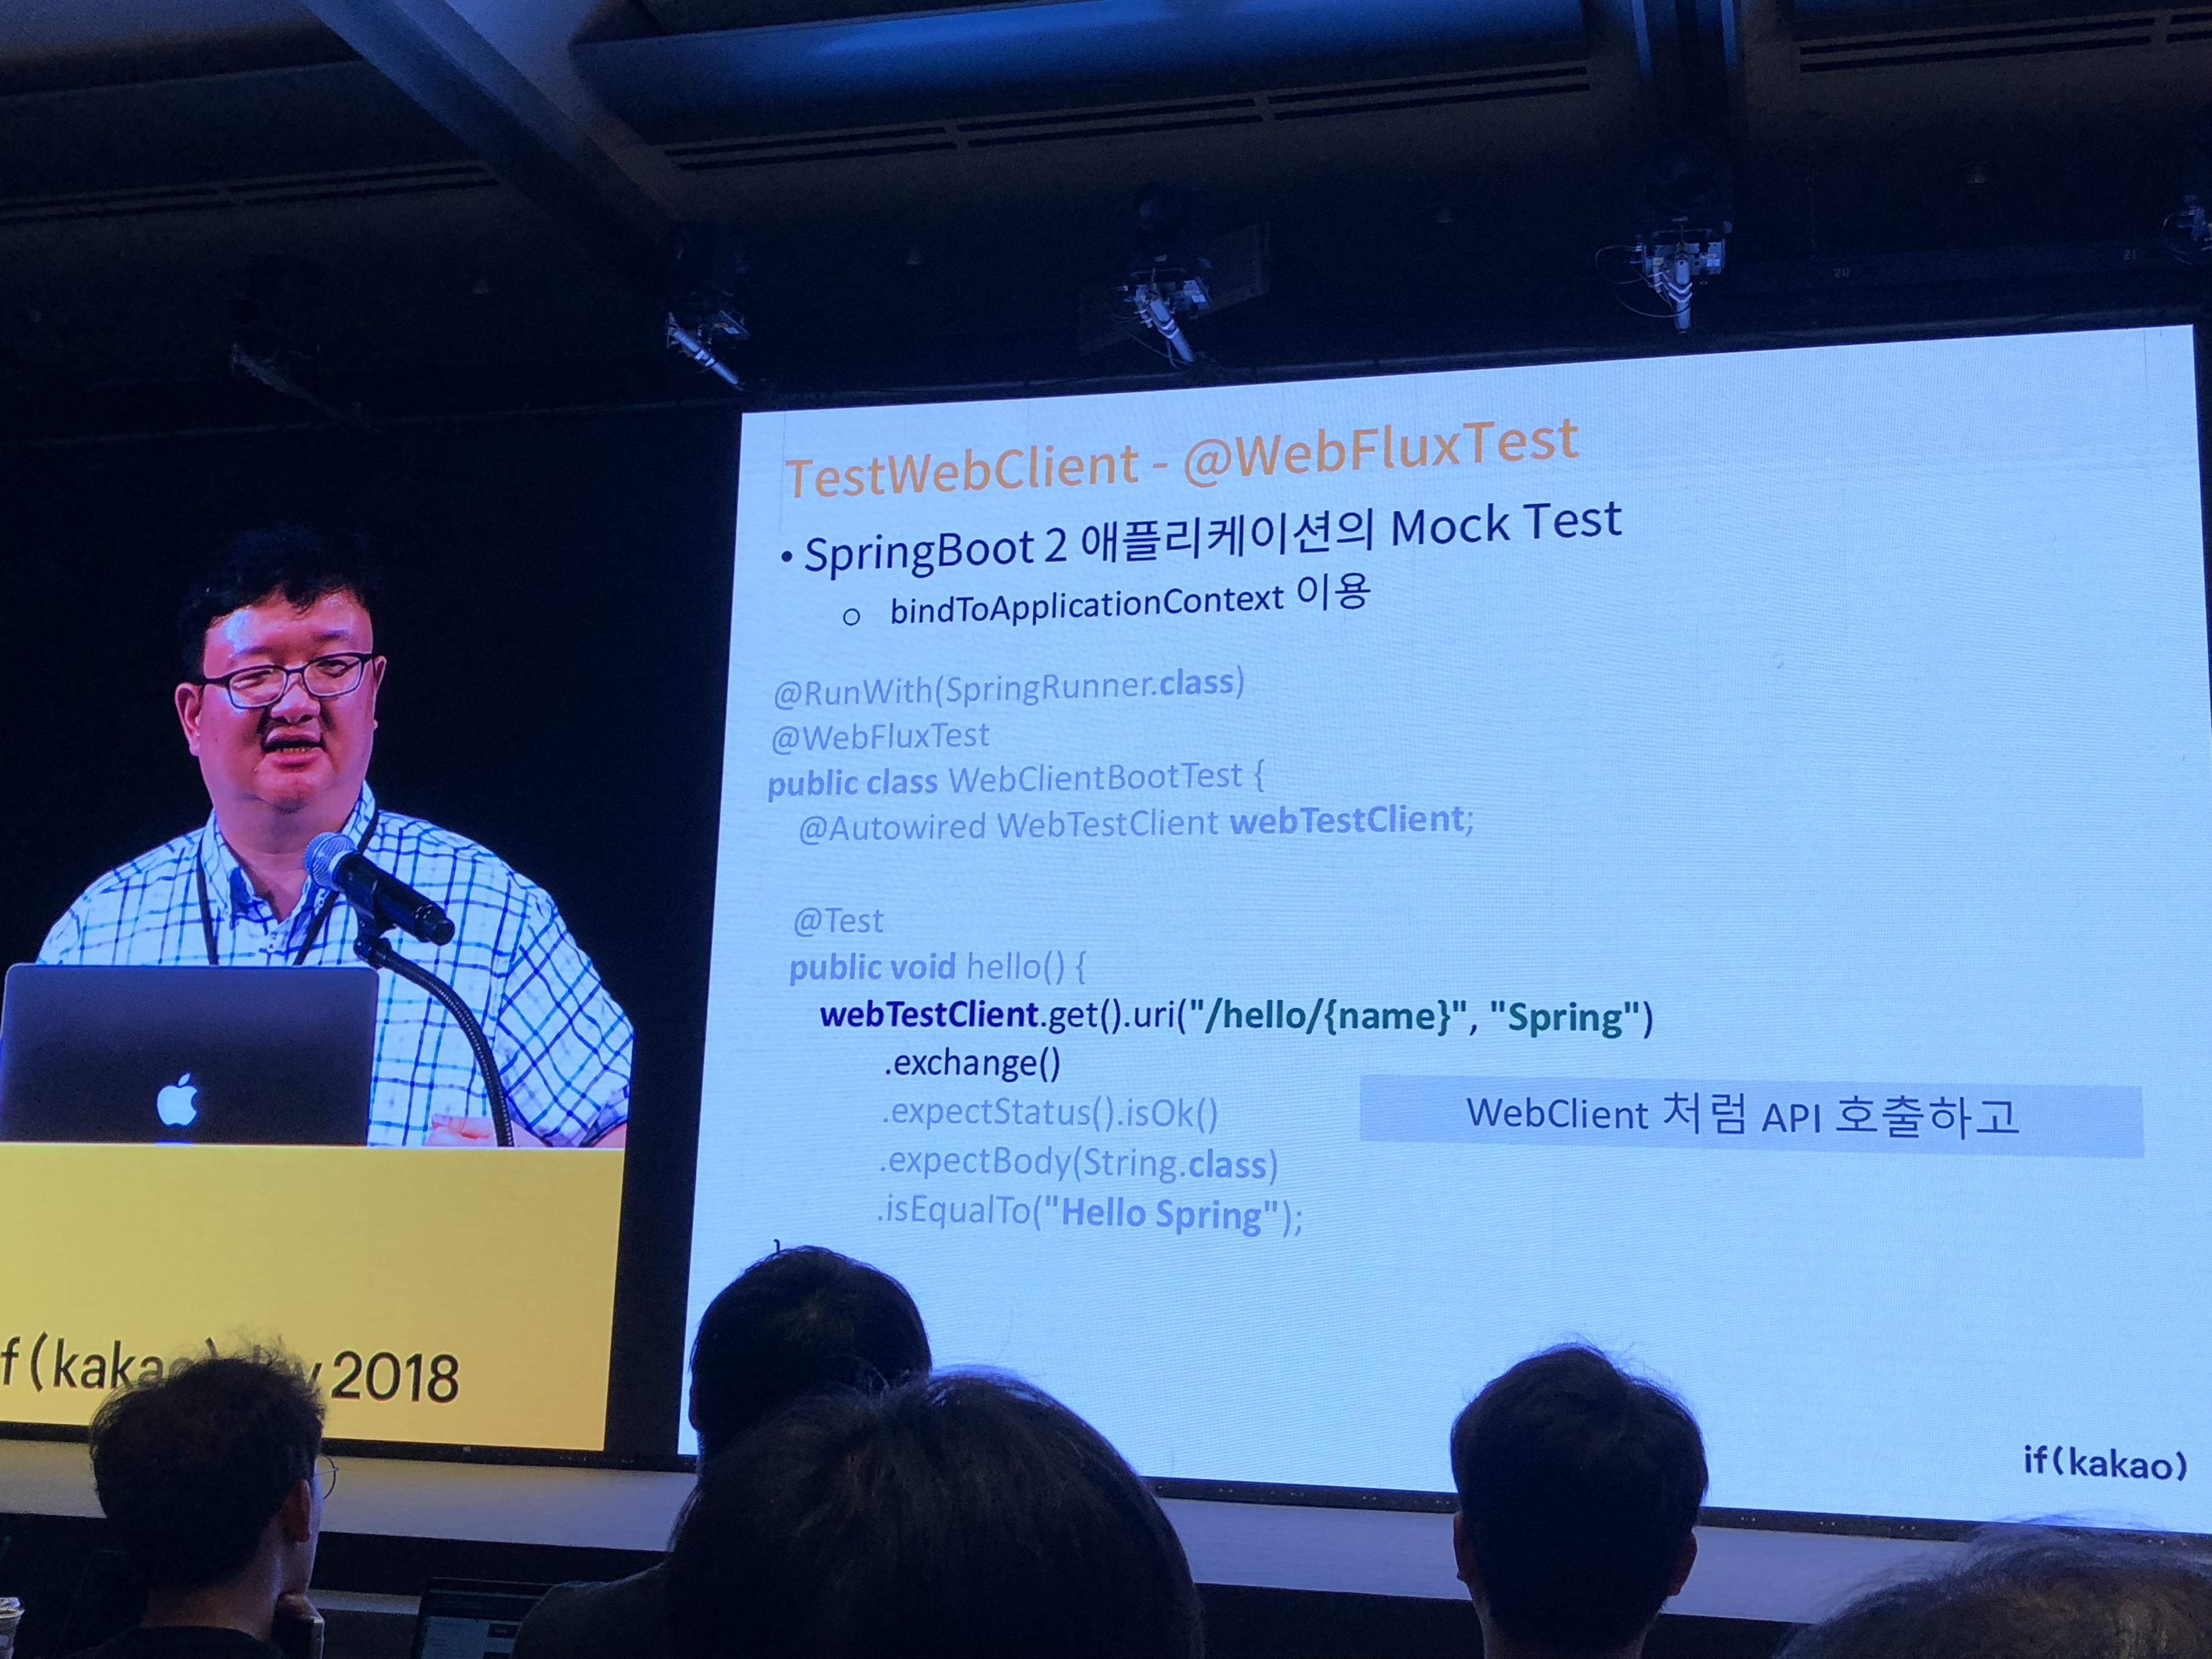 TestWebClient - @WebFluxTest
• SpringBoot 2 애플리케이션의 Mock Test
○ bindToApplicationContext 이용
@RunWith(SpringRunner.class)
@WebFluxTest
public class WebClientBootTest {
@Autowired WebTestClient webTestClient;
@Test
public void hello() {
webTestClient.get().uri("/hello/{name}", "Spring")
.exchange()
.expectStatus().isOk()
.expectBody(String.class)
.isEqualTo("Hello Spring");
}
WebClient 처럼 API 호출하고
if(kakao)
f(kaka 2018
20
21